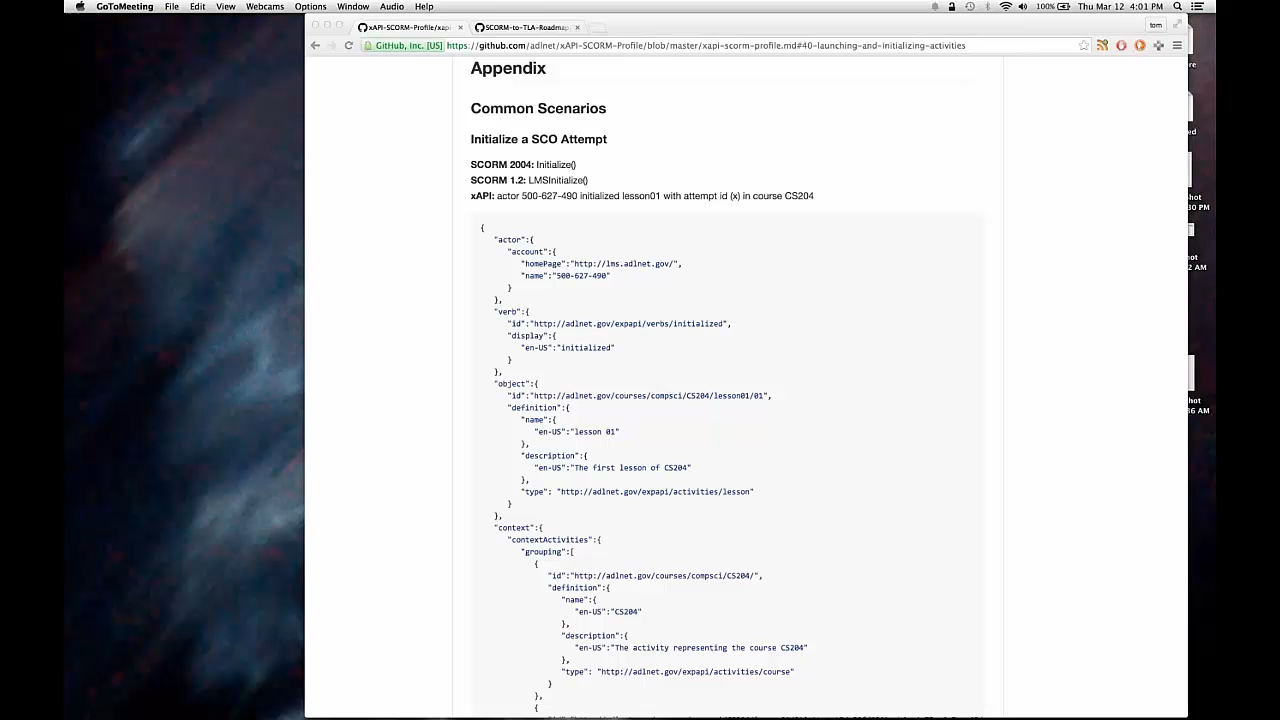 GoToMeeting File Edit View Webcams Options Window Audio Help 100% Thu Mar 12 4:01 PM
xAPI-SCORM-Profile/xapi SCORM-to-TLA-Roadmap tom
GitHub, Inc. [US] https://github.com/adlnet/xAPI-SCORM-Profile/blob/master/xapi-scorm-profile.md#40-launching-and-initializing-activities
Appendix
Common Scenarios
Initialize a SCO Attempt
SCORM 2004: Initialize()
SCORM 1.2: LMSInitialize()
xAPI: actor 500-627-490 initialized lesson01 with attempt id (x) in course CS204
{
"actor":{
"account":{
"homePage":"http://lms.adlnet.gov/",
"name":"500-627-490"
}
},
"verb":{
"id":"http://adlnet.gov/expapi/verbs/initialized",
"display":{
"en-US":"initialized"
}
},
"object":{
"id":"http://adlnet.gov/courses/compsci/CS204/lesson01/01",
"definition":{
"name":{
"en-US":"lesson 01"
},
"description":{
"en-US":"The first lesson of CS204"
},
"type": "http://adlnet.gov/expapi/activities/lesson"
}
},
"context":{
"contextActivities":{
"grouping":[
{
"id":"http://adlnet.gov/courses/compsci/CS204/",
"definition":{
"name":{
"en-US":"CS204"
},
"description":{
"en-US":"The activity representing the course CS204"
},
"type": "http://adlnet.gov/expapi/activities/course"
}
},
{